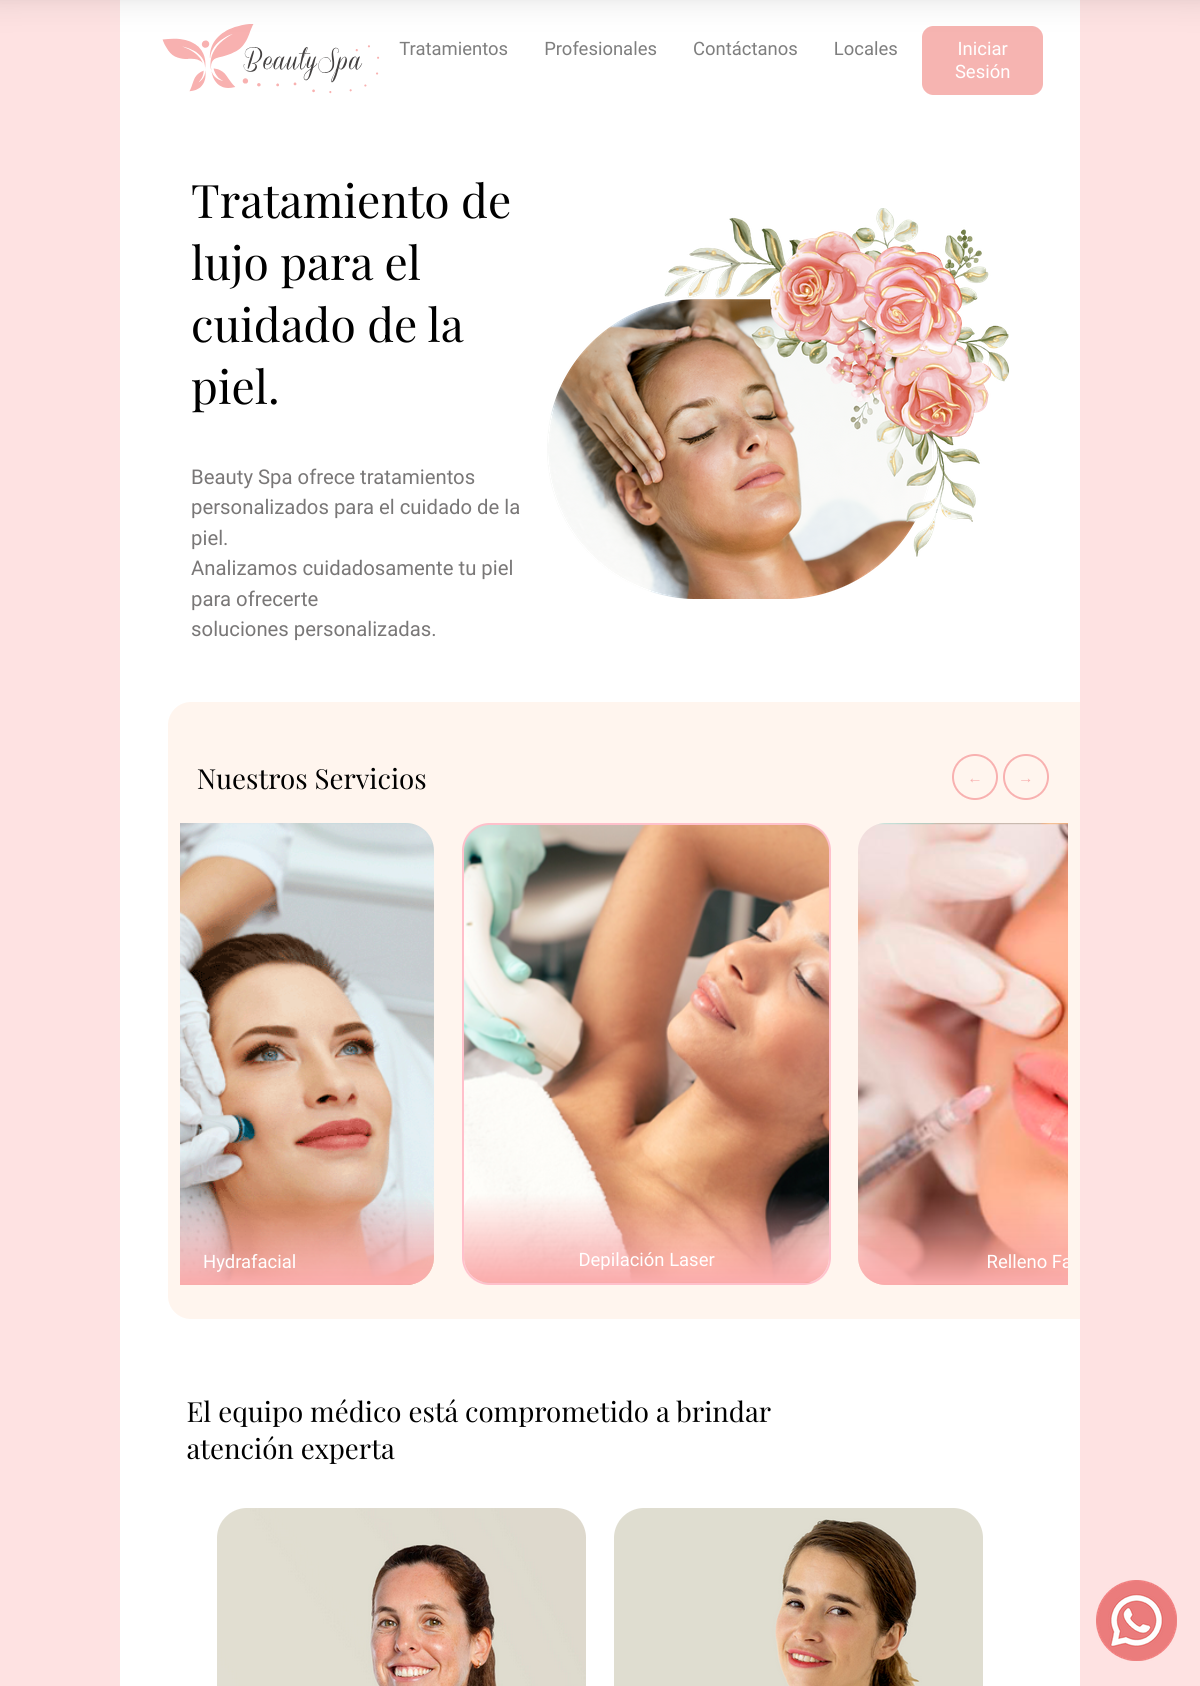 BeautySpa
Tratamientos
Profesionales
Contáctanos
Locales
Iniciar
Sesión
Tratamiento de
lujo para el
cuidado de la
piel.
Beauty Spa ofrece tratamientos
personalizados para el cuidado de la
piel.
Analizamos cuidadosamente tu piel
para ofrecerte
soluciones personalizadas.
Nuestros Servicios
← →
Hydrafacial
Depilación Laser
Relleno Fa
El equipo médico está comprometido a brindar
atención experta